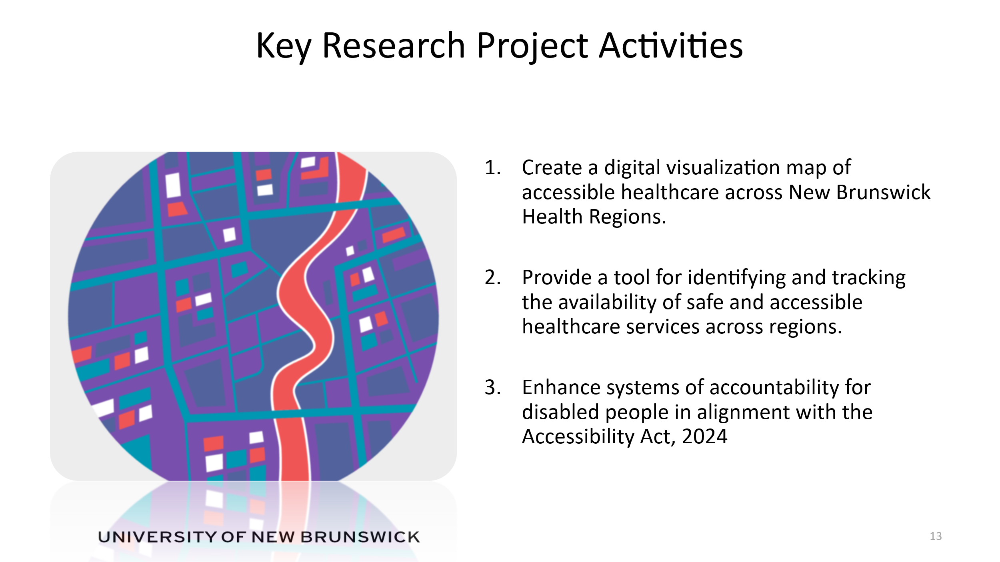 Key Research Project Activities
1. Create a digital visualization map of
accessible healthcare across New Brunswick
Health Regions.
2. Provide a tool for identifying and tracking
the availability of safe and accessible
healthcare services across regions.
3. Enhance systems of accountability for
disabled people in alignment with the
Accessibility Act, 2024
UNIVERSITY OF NEW BRUNSWICK
13